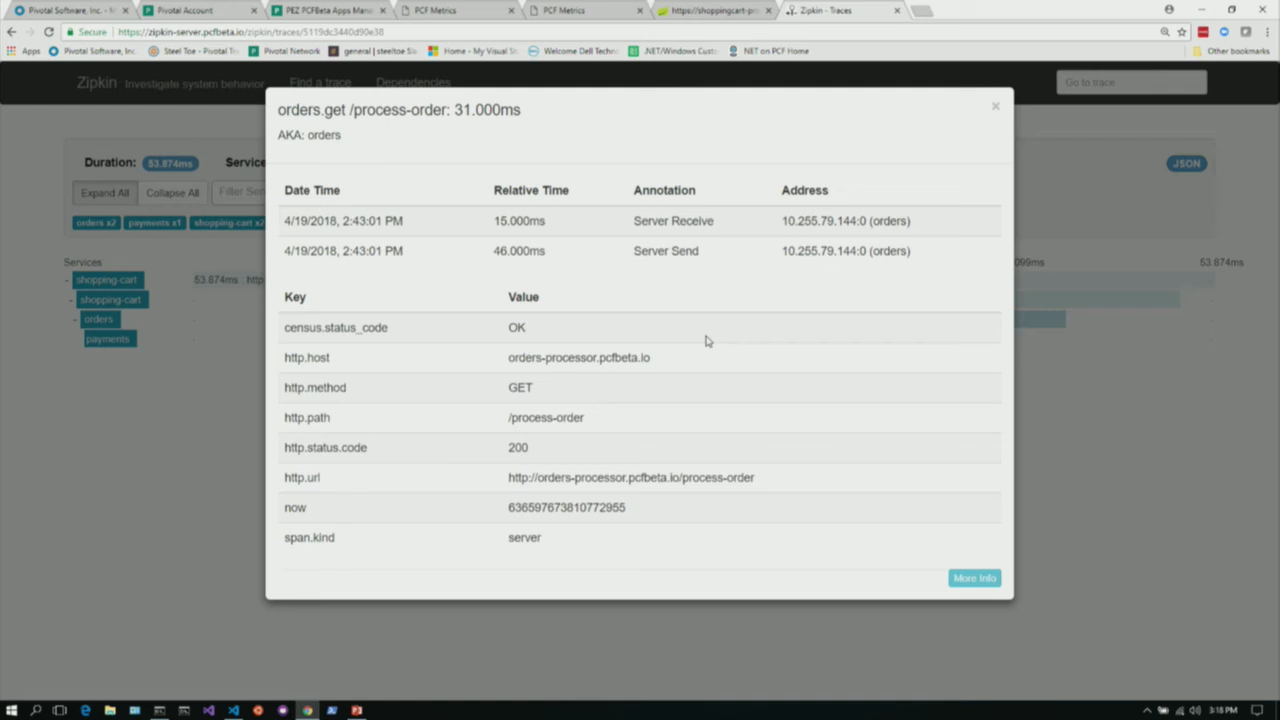 Pivotal Software, Inc. - M
Pivotal Account
PEZ PCFBeta Apps Mana
PCF Metrics
PCF Metrics
https://shoppingcart-pro
Zipkin - Traces
Secure
https://zipkin-server.pcfbeta.io/zipkin/traces/5119dc3440d90e38
Apps
Pivotal Software, Inc.
Steel Toe - Pivotal Tra
Pivotal Network
general | steeltoe Sla
Home - My Visual St
Welcome Dell Techno
.NET/Windows Custo
.NET on PCF Home
Other bookmarks
Zipkin Investigate system behavior
Find a trace
Dependencies
Go to trace
orders.get /process-order: 31.000ms
×
AKA: orders
Duration: 53.874ms
Service
JSON
Expand All
Collapse All
Filter Ser
orders x2
payments x1
shopping-cart x2
Date Time Relative Time Annotation Address
4/19/2018, 2:43:01 PM 15.000ms Server Receive 10.255.79.144:0 (orders)
4/19/2018, 2:43:01 PM 46.000ms Server Send 10.255.79.144:0 (orders)
Services
099ms
53.874ms
- shopping-cart
53.874ms : http
- shopping-cart
- orders
payments
Key Value
census.status_code OK
http.host orders-processor.pcfbeta.io
http.method GET
http.path /process-order
http.status.code 200
http.url http://orders-processor.pcfbeta.io/process-order
now 636597673810772955
span.kind server
More Info
3:18 PM